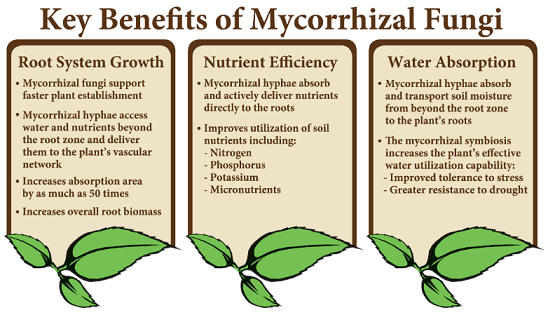 Key Benefits of Mycorrhizal Fungi
Root System Growth
• Mycorrhizal fungi support
faster plant establishment
• Mycorrhizal hyphae access
water and nutrients beyond
the root zone and deliver
them to the plant's vascular
network
• Increases absorption area
by as much as 50 times
• Increases overall root biomass
Nutrient Efficiency
• Mycorrhizal hyphae absorb
and actively deliver nutrients
directly to the roots
• Improves utilization of soil
nutrients including:
- Nitrogen
- Phosphorus
- Potassium
- Micronutrients
Water Absorption
• Mycorrhizal hyphae absorb
and transport soil moisture
from beyond the root zone
to the plant's roots
• The mycorrhizal symbiosis
increases the plant's effective
water utilization capability:
- Improved tolerance to stress
- Greater resistance to drought